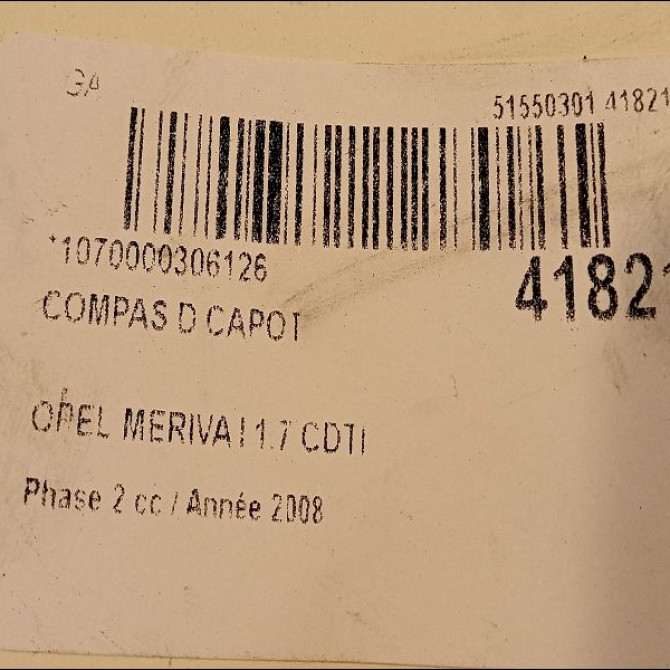 GA
51550301 41821
*1070000306126
41821
COMPAS D CAPOT
OPEL MERIVA I 1.7 CDTI
Phase 2 cc / Année 2008